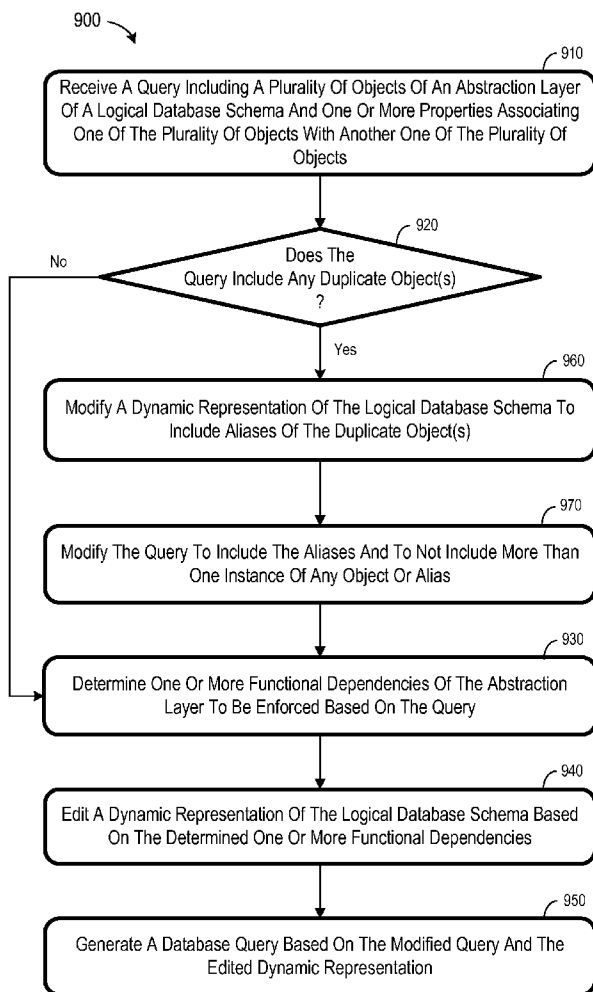 900
910
Receive A Query Including A Plurality Of Objects Of An Abstraction Layer
Of A Logical Database Schema And One Or More Properties Associating
One Of The Plurality Of Objects With Another One Of The Plurality Of
Objects
920
Does The
Query Include Any Duplicate Object(s)
?
No
Yes
960
Modify A Dynamic Representation Of The Logical Database Schema To
Include Aliases Of The Duplicate Object(s)
970
Modify The Query To Include The Aliases And To Not Include More Than
One Instance Of Any Object Or Alias
930
Determine One Or More Functional Dependencies Of The Abstraction
Layer To Be Enforced Based On The Query
940
Edit A Dynamic Representation Of The Logical Database Schema Based
On The Determined One Or More Functional Dependencies
950
Generate A Database Query Based On The Modified Query And The
Edited Dynamic Representation